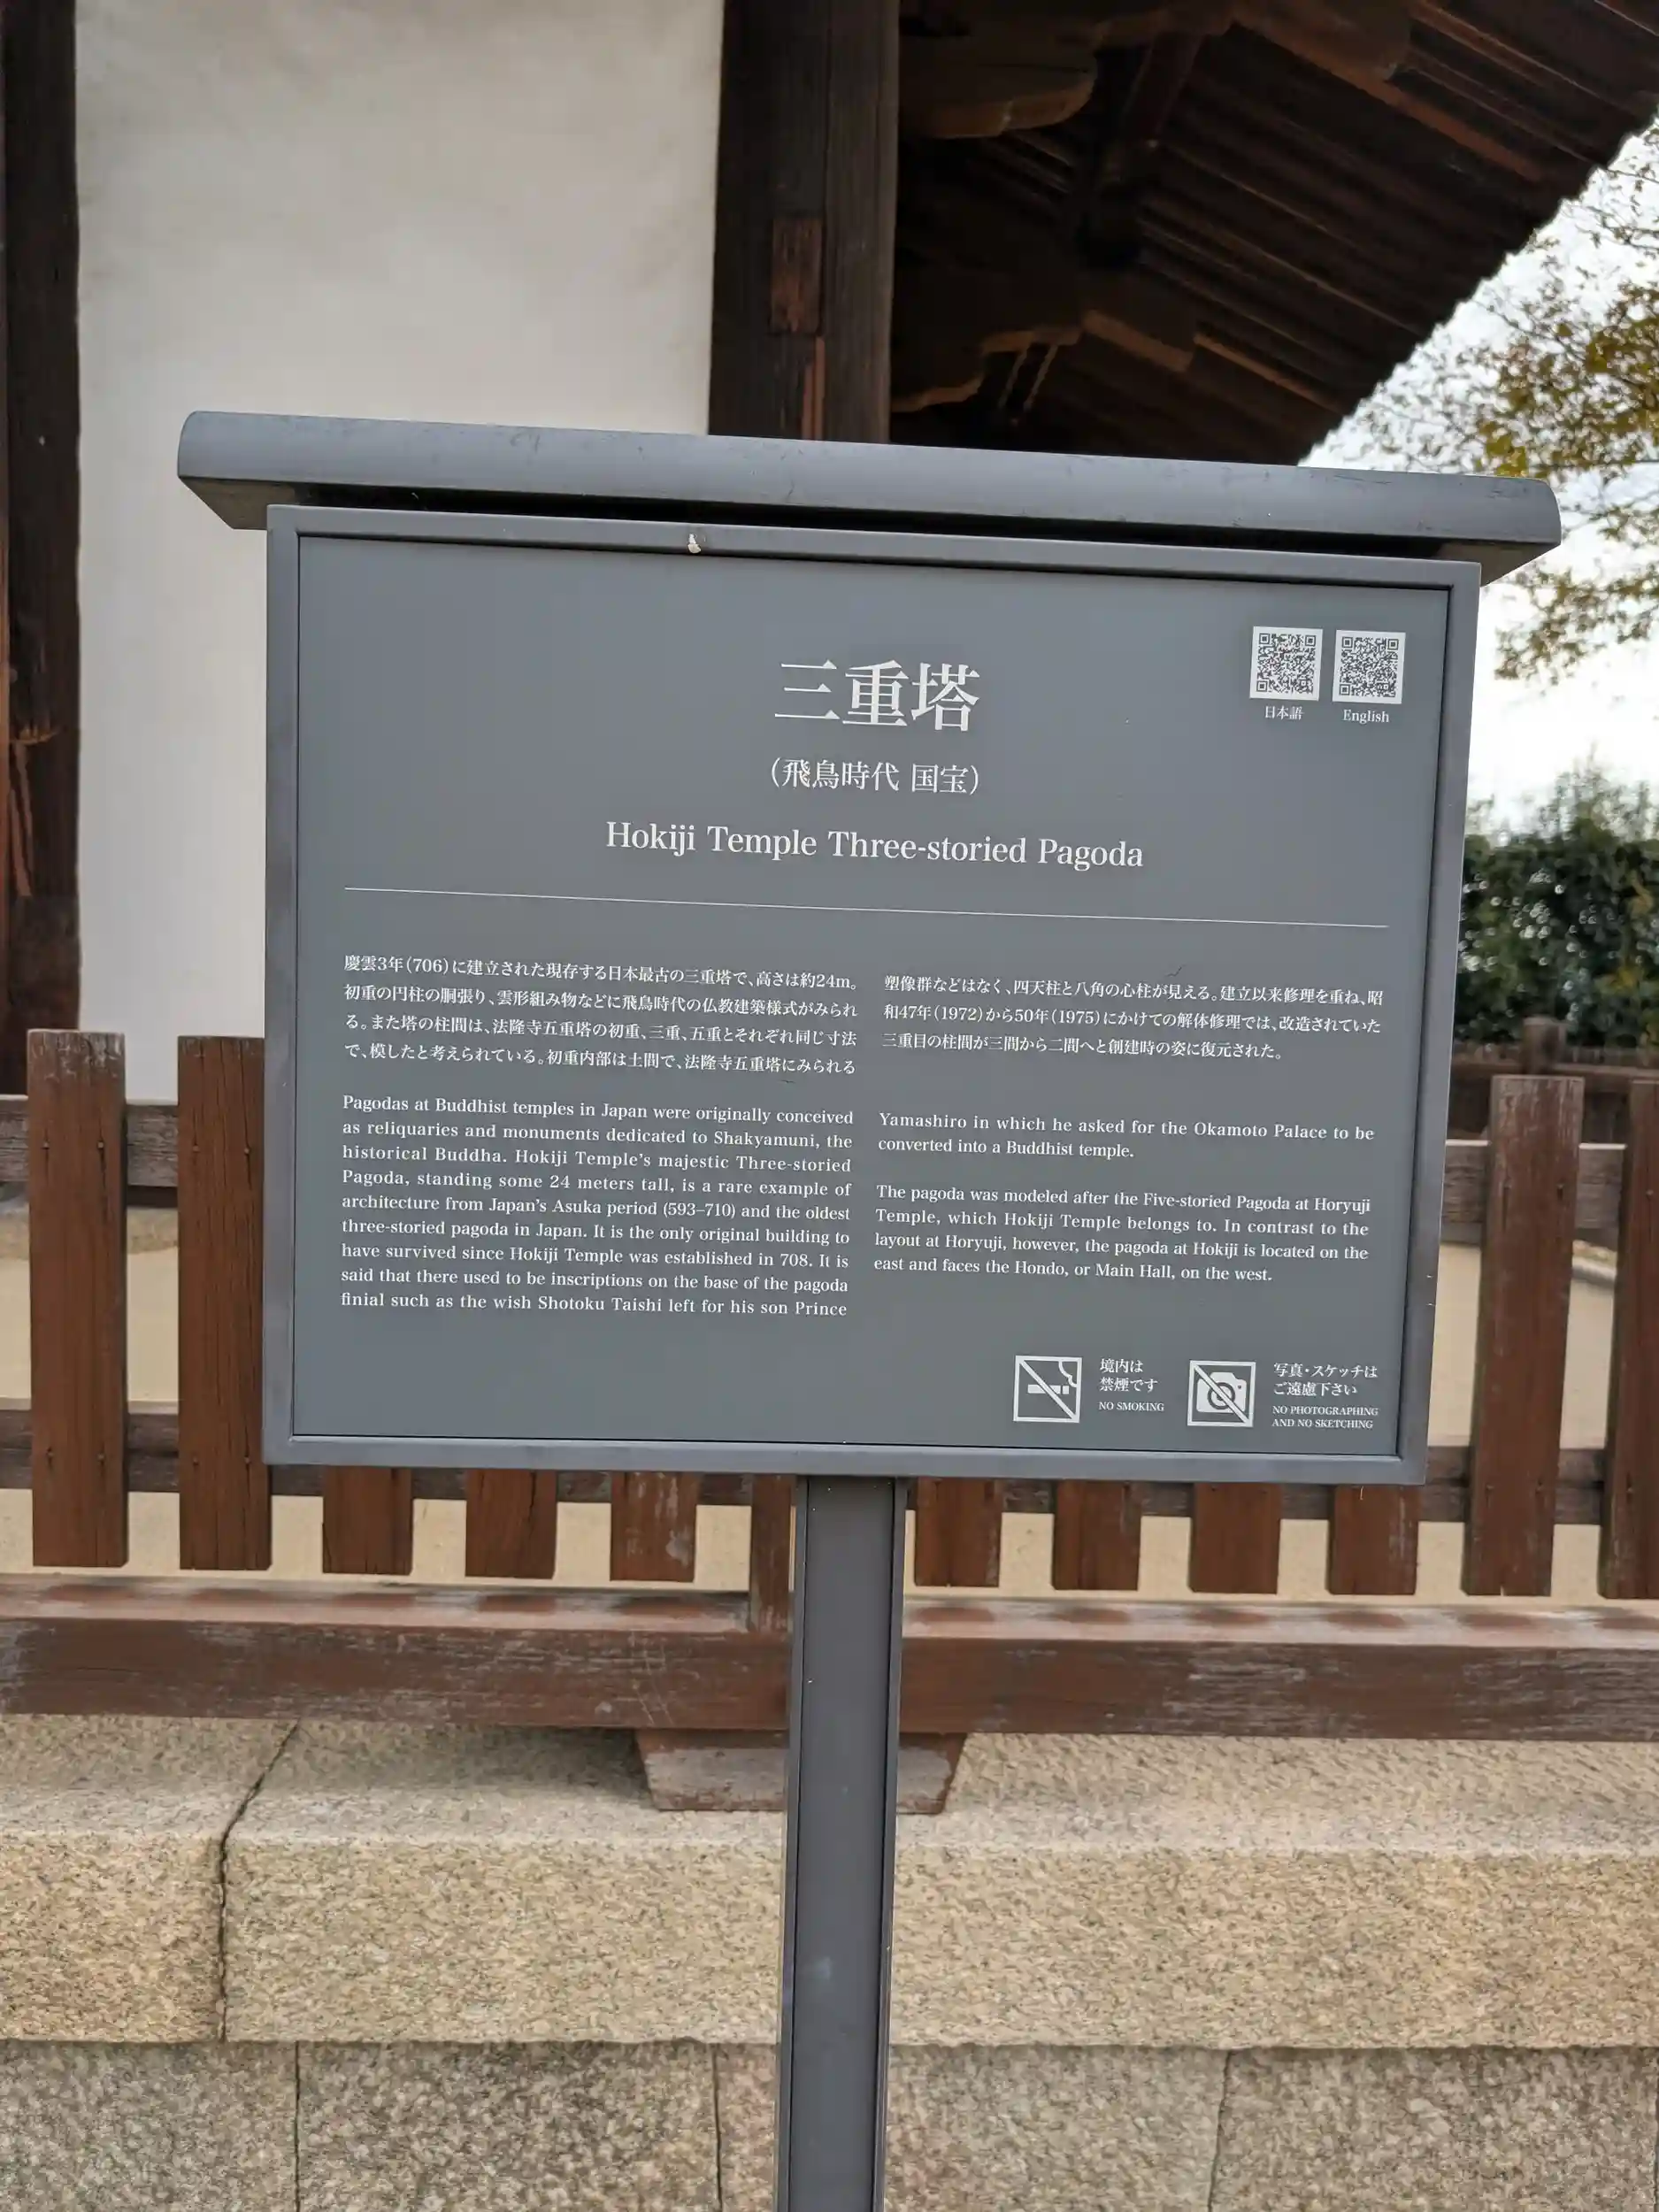 三重塔
(飛鳥時代 国宝)
Hokiji Temple Three-storied Pagoda
日本語
English
慶雲3年(706)に建立された現存する日本最古の三重塔で、高さは約24m。
初重の円柱の胴張り、雲形組み物などに飛鳥時代の仏教建築様式がみられ
る。また塔の柱間は、法隆寺五重塔の初重、三重、五重とそれぞれ同じ寸法
で、模したと考えられている。初重内部は土間で、法隆寺五重塔にみられる
塑像群などはなく、四天柱と八角の心柱が見える。建立以来修理を重ね、昭
和47年(1972)から50年(1975)にかけての解体修理では、改造されていた
三重目の柱間が三間から二間へと創建時の姿に復元された。
Pagodas at Buddhist temples in Japan were originally conceived
as reliquaries and monuments dedicated to Shakyamuni, the
historical Buddha. Hokiji Temple's majestic Three-storied
Pagoda, standing some 24 meters tall, is a rare example of
architecture from Japan's Asuka period (593–710) and the oldest
three-storied pagoda in Japan. It is the only original building to
have survived since Hokiji Temple was established in 708. It is
said that there used to be inscriptions on the base of the pagoda
finial such as the wish Shotoku Taishi left for his son Prince
Yamashiro in which he asked for the Okamoto Palace to be
converted into a Buddhist temple.
The pagoda was modeled after the Five-storied Pagoda at Horyuji
Temple, which Hokiji Temple belongs to. In contrast to the
layout at Horyuji, however, the pagoda at Hokiji is located on the
east and faces the Hondo, or Main Hall, on the west.
境内は
禁煙です
NO SMOKING
写真・スケッチは
ご遠慮下さい
NO PHOTOGRAPHING
AND NO SKETCHING